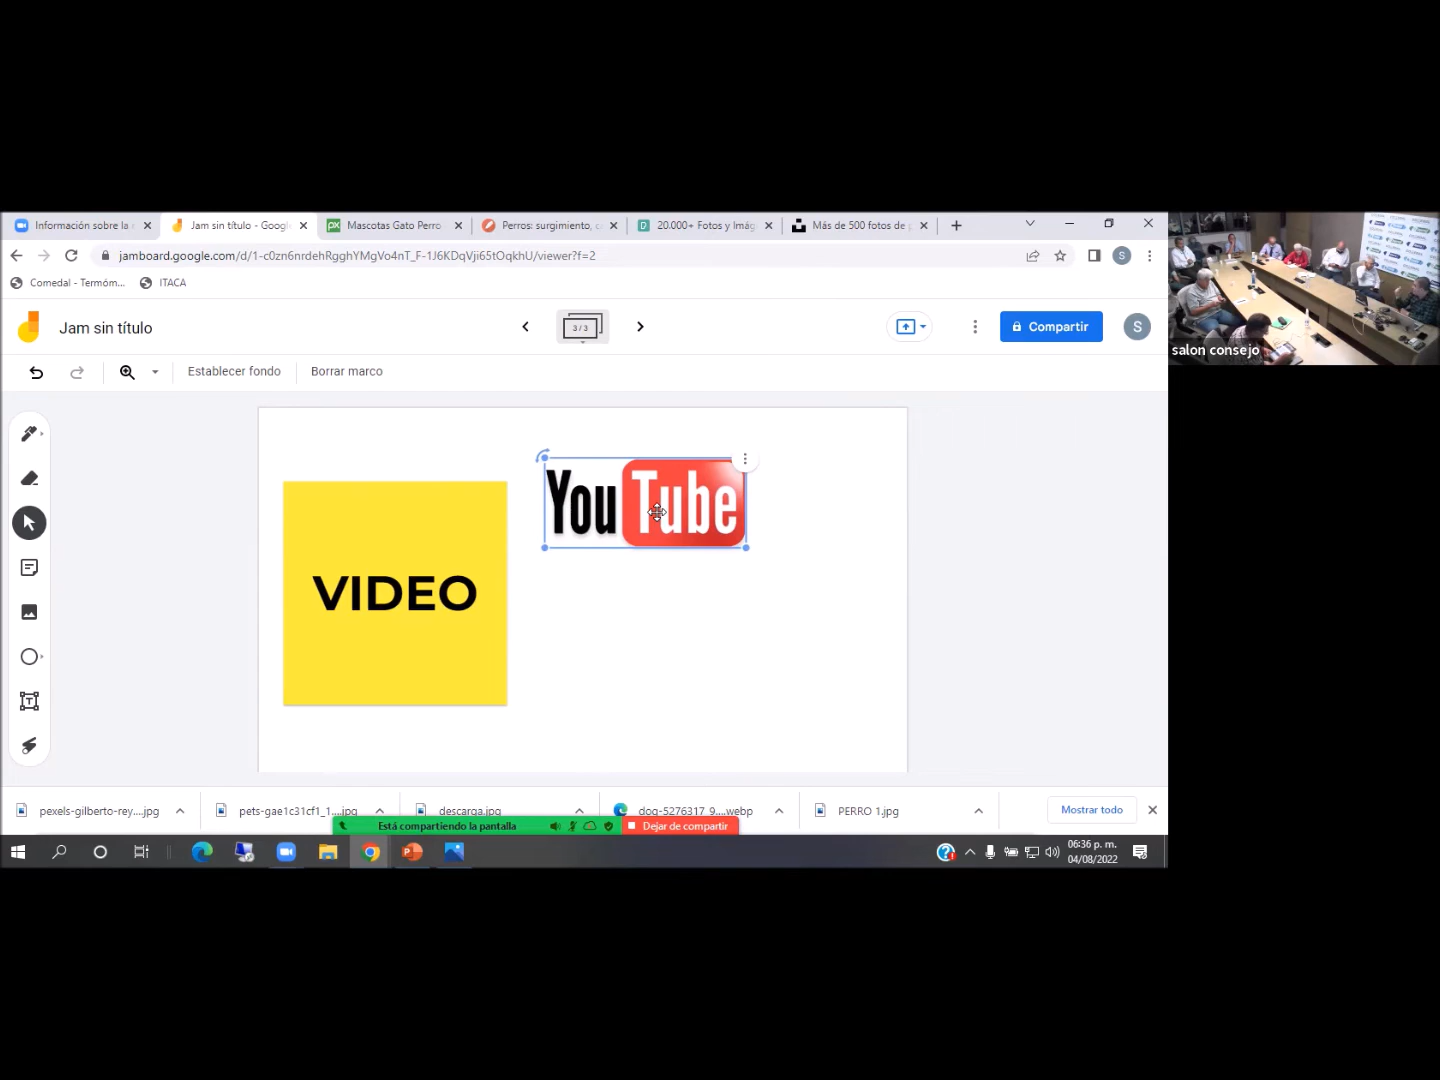 Información sobre la r
Jam sin título - Googl
Mascotas Gato Perro
Perros: surgimiento, c
20.000+ Fotos y Imág
Más de 500 fotos de p
jamboard.google.com/d/1-c0zn6nrdehRgghYMgVo4nT_F-1J6KDqVji65tOqkhU/viewer?f=2
S
Comedal - Termóm...
ITACA
Jam sin título
3 / 3
Compartir
S
Establecer fondo
Borrar marco
salon consejo
YouTube
VIDEO
pexels-gilberto-rey....jpg
pets-gae1c31cf1_1....jpg
descarga.jpg
dog-5276317_9....webp
PERRO 1.jpg
Mostrar todo
Está compartiendo la pantalla
Dejar de compartir
06:36 p. m.
04/08/2022